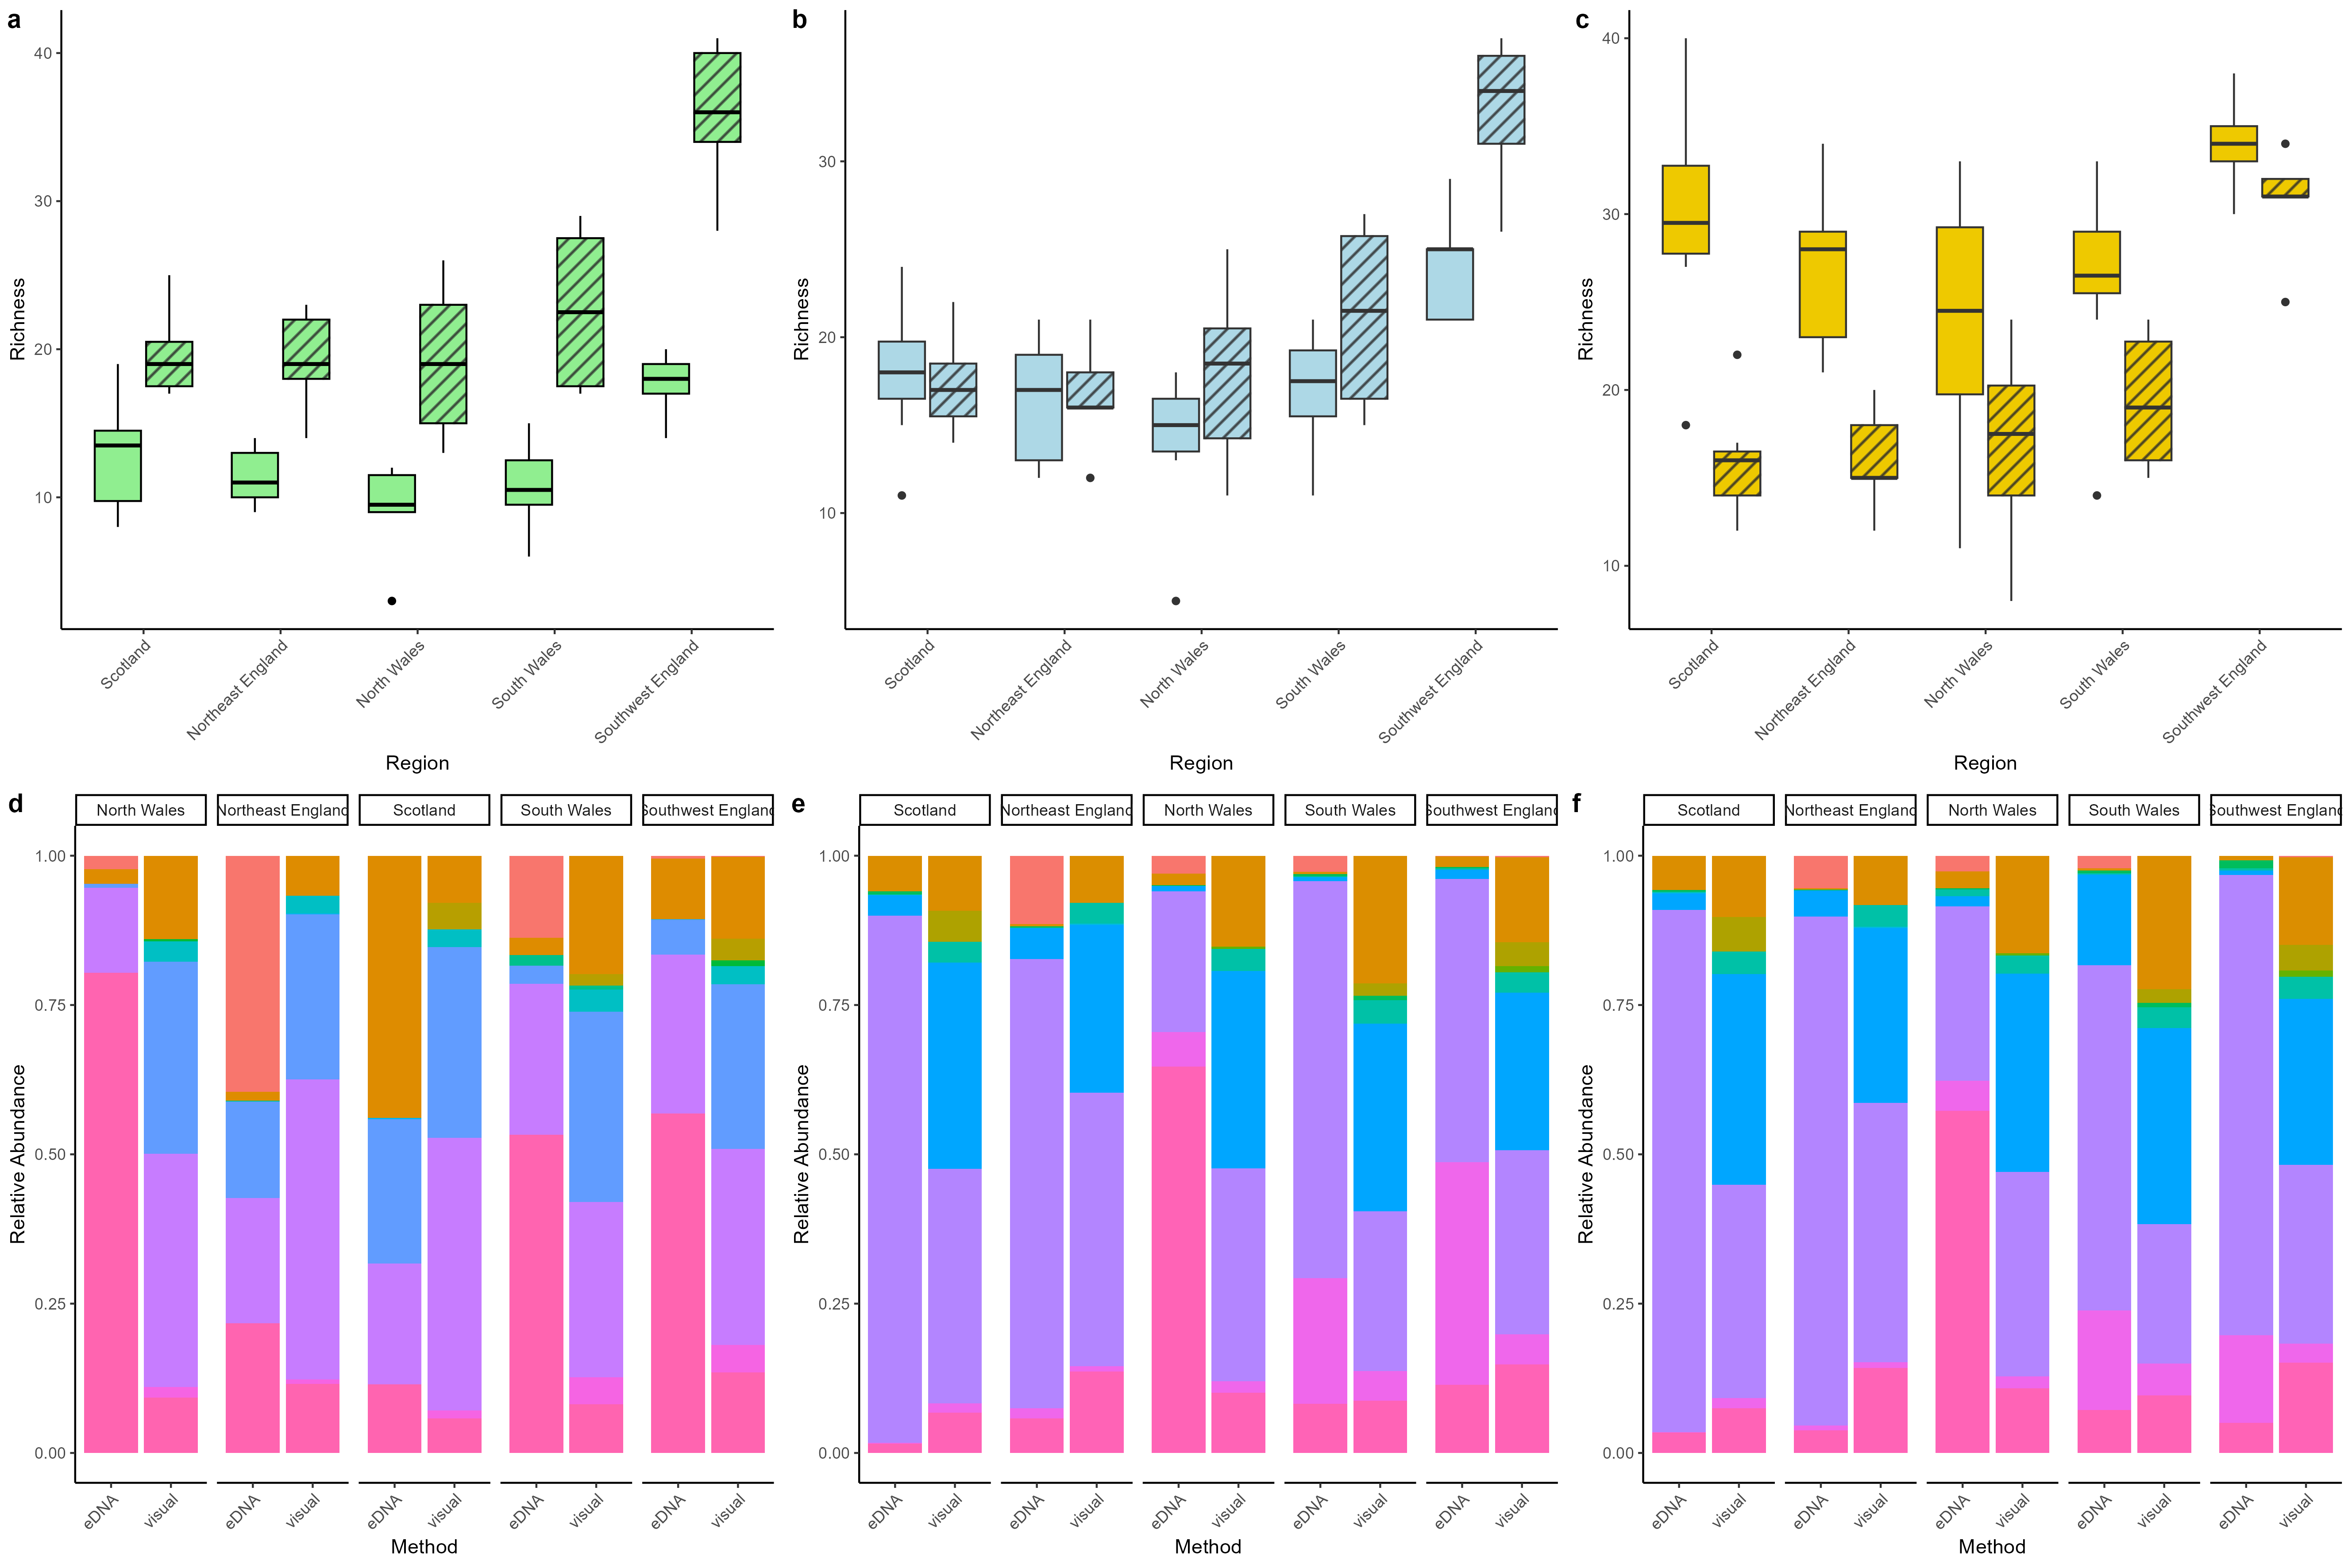 a
Richness
40
30
20
10
Scotland
Northeast England
North Wales
South Wales
Southwest England
Region
b
Richness
30
20
10
Scotland
Northeast England
North Wales
South Wales
Southwest England
Region
c
Richness
40
30
20
10
Scotland
Northeast England
North Wales
South Wales
Southwest England
Region
d
North Wales
Northeast England
Scotland
South Wales
Southwest England
Relative Abundance
1.00
0.75
0.50
0.25
0.00
eDNA
visual
eDNA
visual
eDNA
visual
eDNA
visual
eDNA
visual
Method
e
Scotland
Northeast England
North Wales
South Wales
Southwest England
Relative Abundance
1.00
0.75
0.50
0.25
0.00
eDNA
visual
eDNA
visual
eDNA
visual
eDNA
visual
eDNA
visual
Method
f
Scotland
Northeast England
North Wales
South Wales
Southwest England
Relative Abundance
1.00
0.75
0.50
0.25
0.00
eDNA
visual
eDNA
visual
eDNA
visual
eDNA
visual
eDNA
visual
Method